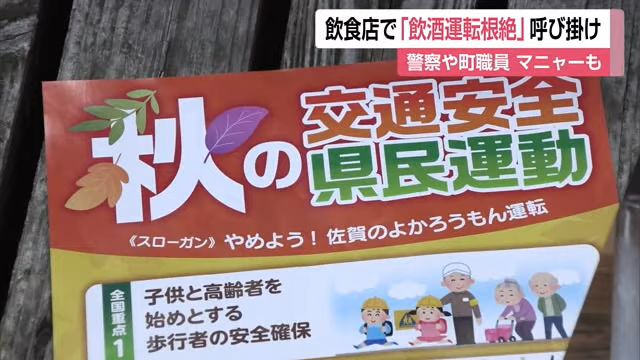 飲食店で「飲酒運転根絶」呼び掛け
警察や町職員 マニャーも
秋の
交通安全
県民運動
《スローガン》 やめよう！佐賀のよかろうもん運転
全国重点1
子供と高齢者を
始めとする
歩行者の安全確保